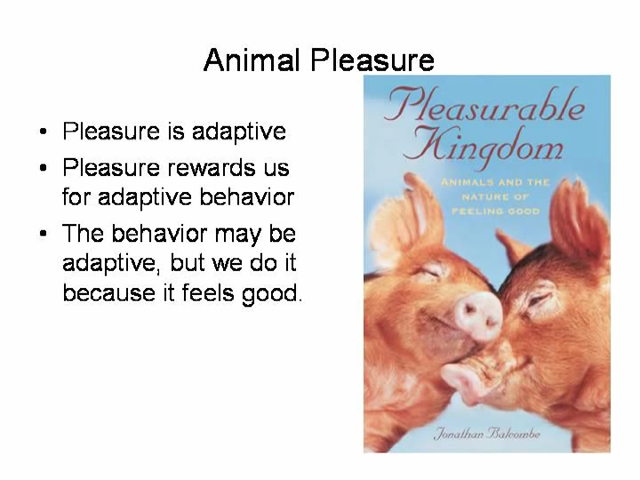 Animal Pleasure
• Pleasure is adaptive
• Pleasure rewards us
for adaptive behavior
• The behavior may be
adaptive, but we do it
because it feels good.
Pleasurable
Kingdom
ANIMALS AND THE
NATURE OF
FEELING GOOD
Jonathan Balcombe